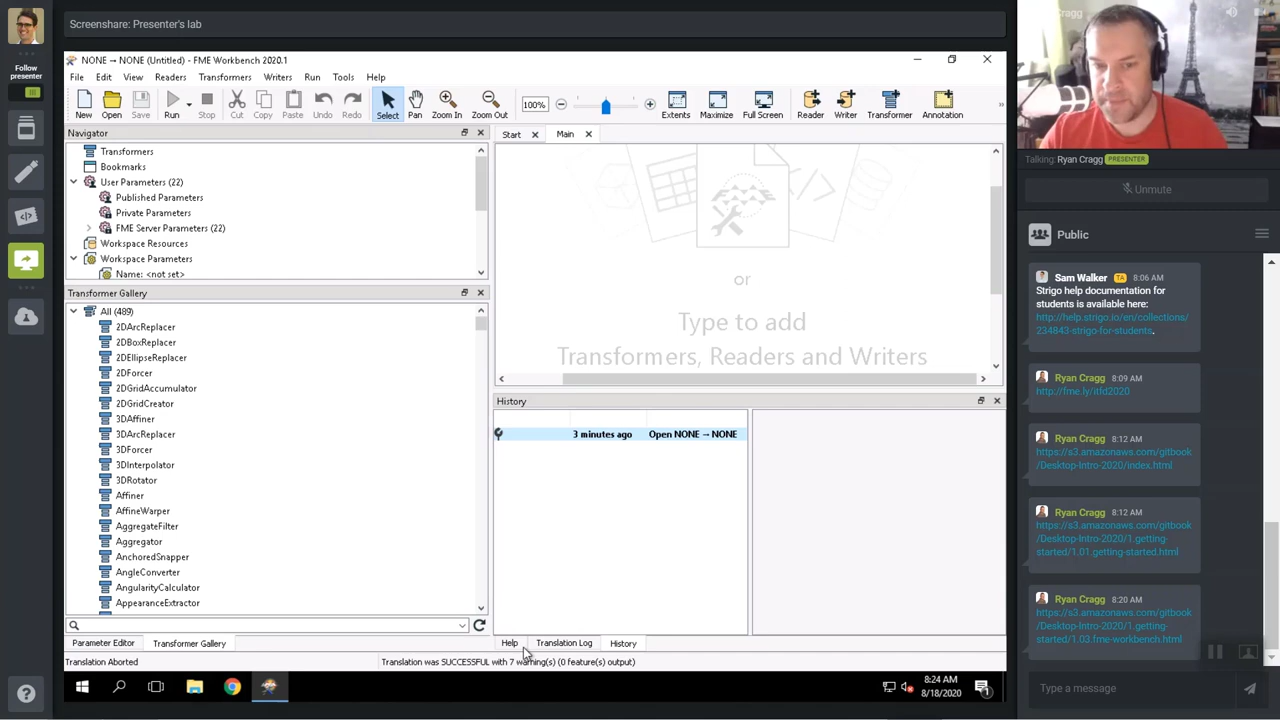 Screenshare: Presenter's lab
Follow
presenter
NONE → NONE (Untitled) - FME Workbench 2020.1
File Edit View Readers Transformers Writers Run Tools Help
New Open Save Run Stop Cut Copy Paste Undo Redo Select Pan Zoom In Zoom Out 100% Extents Maximize Full Screen Reader Writer Transformer Annotation
Navigator
Transformers
Bookmarks
User Parameters (22)
Published Parameters
Private Parameters
FME Server Parameters (22)
Workspace Resources
Workspace Parameters
Name: <not set>
Transformer Gallery
All (489)
2DArcReplacer
2DBoxReplacer
2DEllipseReplacer
2DForcer
2DGridAccumulator
2DGridCreator
3DAffiner
3DArcReplacer
3DForcer
3DInterpolator
3DRotator
Affiner
AffineWarper
AggregateFilter
Aggregator
AnchoredSnapper
AngleConverter
AngularityCalculator
AppearanceExtractor
Parameter Editor Transformer Gallery
Start Main
or
Type to add
Transformers, Readers and Writers
History
3 minutes ago Open NONE → NONE
Help Translation Log History
Translation Aborted
Translation was SUCCESSFUL with 7 warning(s) (0 feature(s) output)
8:24 AM
8/18/2020
1
Cragg
Talking: Ryan Cragg PRESENTER
Unmute
Public
Sam Walker TA 8:06 AM
Strigo help documentation for
students is available here:
http://help.strigo.io/en/collections/
234843-strigo-for-students.
Ryan Cragg 8:09 AM
http://fme.ly/itfd2020
Ryan Cragg 8:12 AM
https://s3.amazonaws.com/gitbook
/Desktop-Intro-2020/index.html
Ryan Cragg 8:12 AM
https://s3.amazonaws.com/gitbook
/Desktop-Intro-2020/1.getting-
started/1.01.getting-started.html
Ryan Cragg 8:20 AM
https://s3.amazonaws.com/gitbook
/Desktop-Intro-2020/1.getting-
started/1.03.fme-workbench.html
Type a message